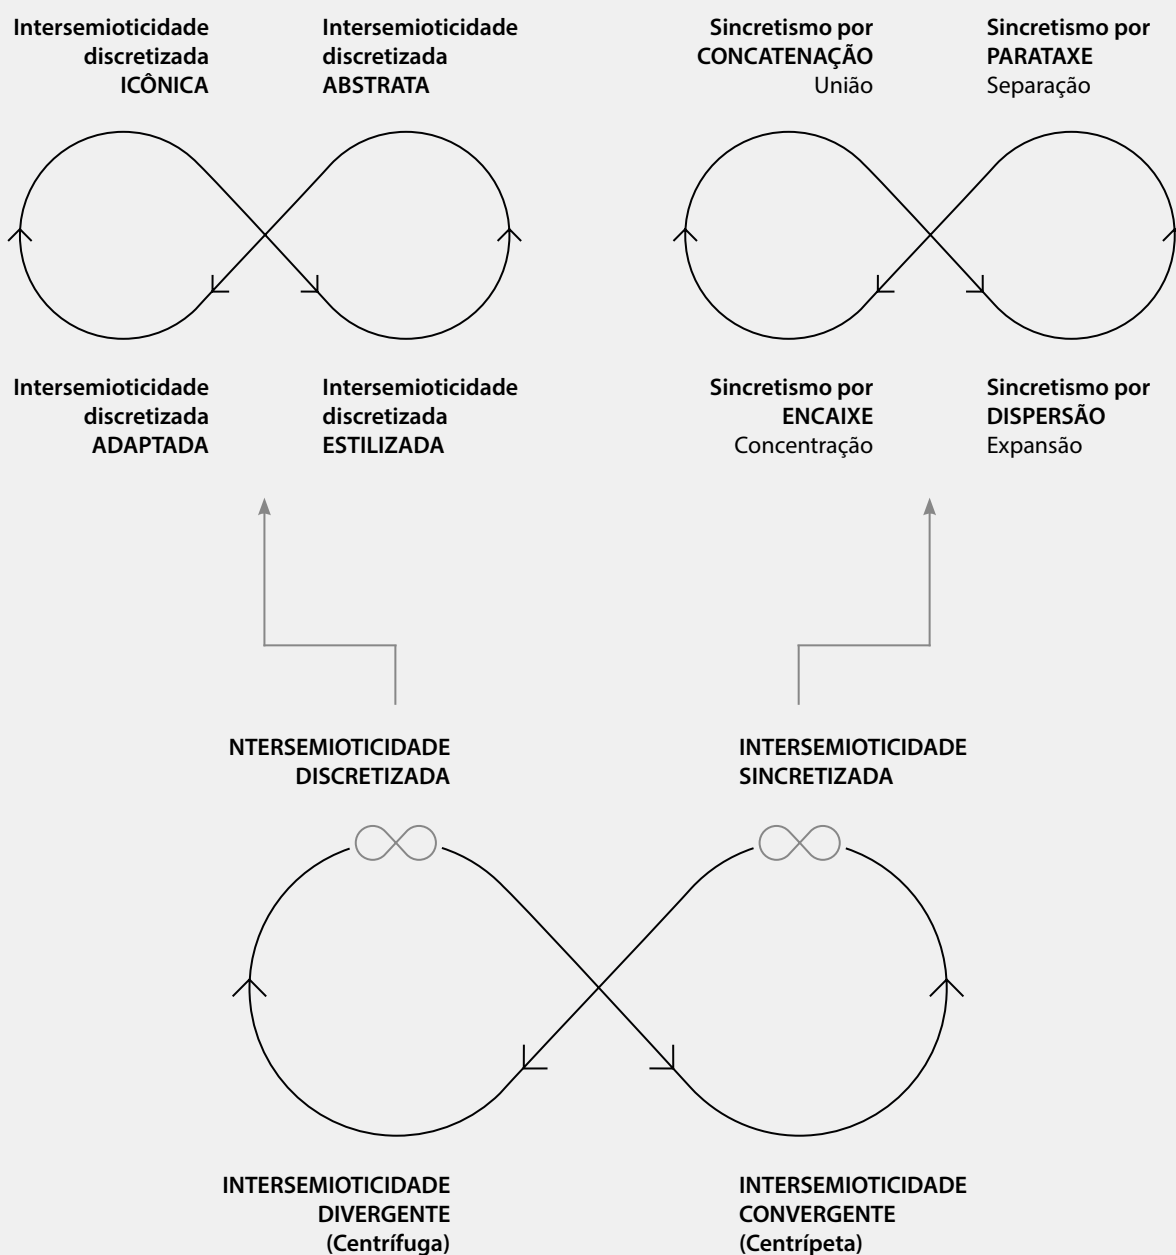 Intersemioticidade
discretizada
ICÔNICA
Intersemioticidade
discretizada
ABSTRATA
Sincretismo por
CONCATENAÇÃO
União
Sincretismo por
PARATAXE
Separação
Intersemioticidade
discretizada
ADAPTADA
Intersemioticidade
discretizada
ESTILIZADA
Sincretismo por
ENCAIXE
Concentração
Sincretismo por
DISPERSÃO
Expansão
NTERSEMIOTICIDADE
DISCRETIZADA
INTERSEMIOTICIDADE
SINCRETIZADA
INTERSEMIOTICIDADE
DIVERGENTE
(Centrífuga)
INTERSEMIOTICIDADE
CONVERGENTE
(Centrípeta)